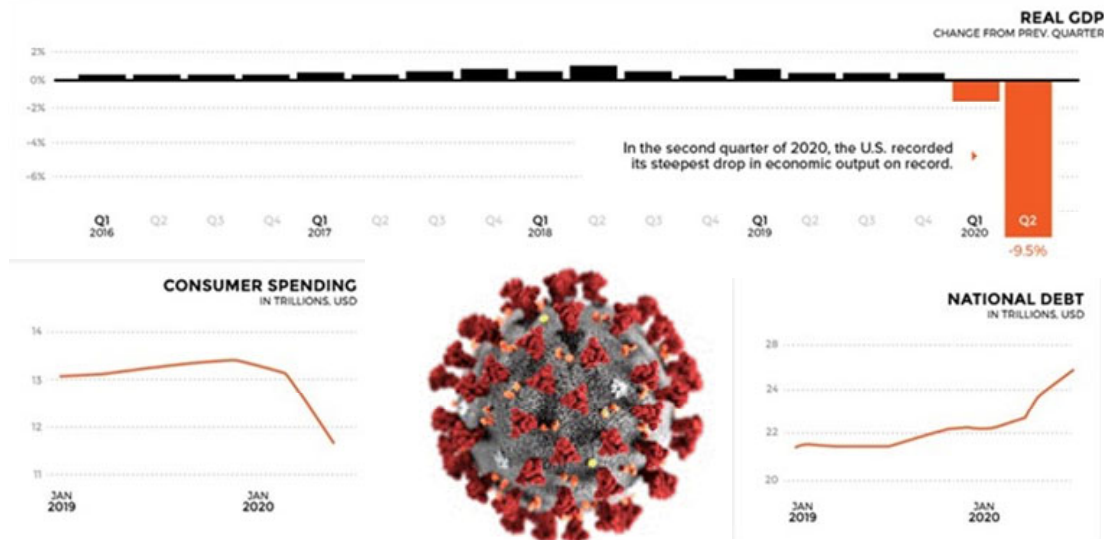 REAL GDP
CHANGE FROM PREV. QUARTER
2%
0%
-2%
-4%
-6%
In the second quarter of 2020, the U.S. recorded
its steepest drop in economic output on record.
Q1 Q2 Q3 Q4 Q1 Q2 Q3 Q4 Q1 Q2 Q3 Q4 Q1 Q2 Q3 Q4 Q1 Q2
2016 2017 2018 2019 2020
-9.5%
CONSUMER SPENDING
IN TRILLIONS, USD
14
13
12
11
JAN JAN
2019 2020
NATIONAL DEBT
IN TRILLIONS, USD
28
24
22
20
JAN JAN
2019 2020